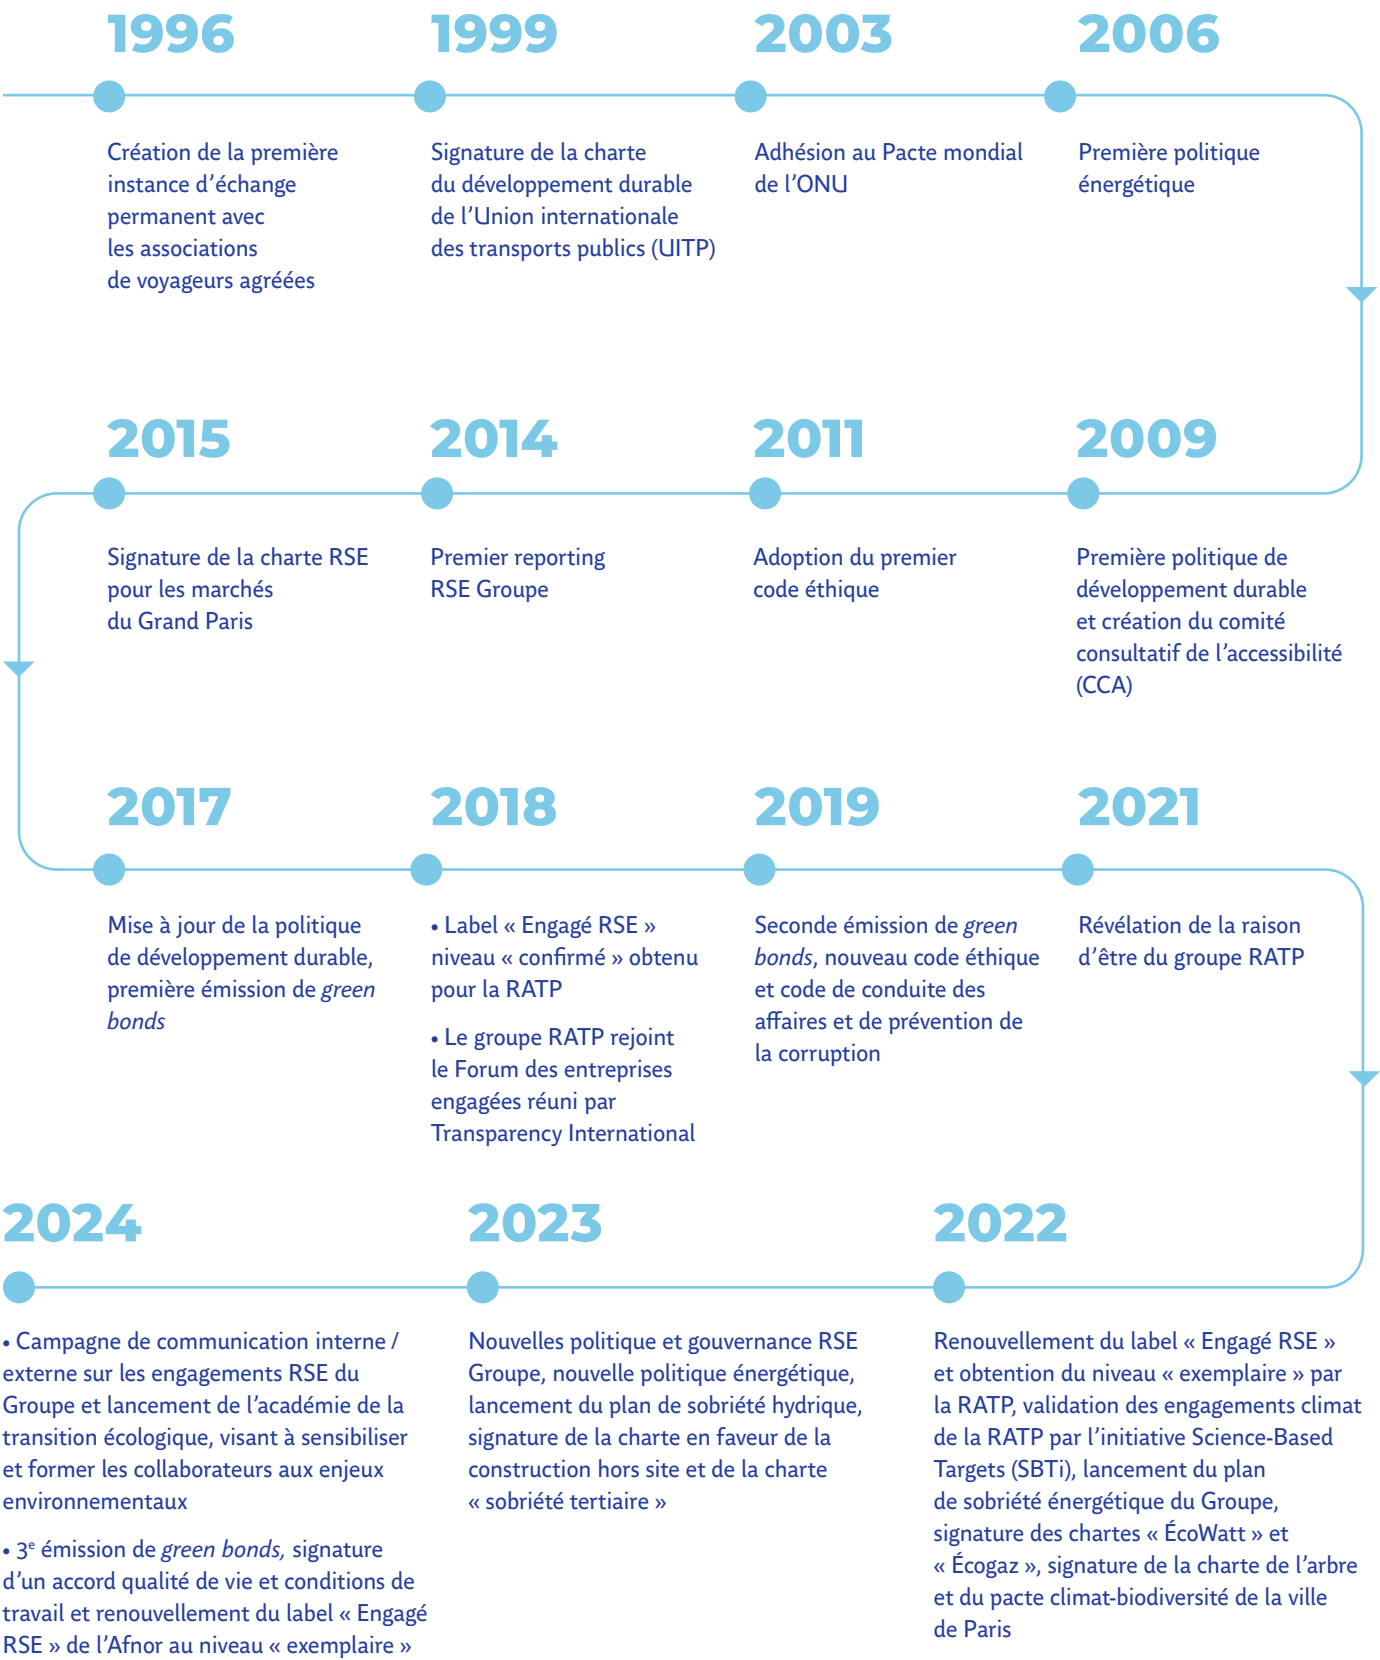 1996
Création de la première
instance d’échange
permanent avec
les associations
de voyageurs agréées
1999
Signature de la charte
du développement durable
de l’Union internationale
des transports publics (UITP)
2003
Adhésion au Pacte mondial
de l’ONU
2006
Première politique
énergétique
2009
Première politique de
développement durable
et création du comité
consultatif de l’accessibilité
(CCA)
2011
Adoption du premier
code éthique
2014
Premier reporting
RSE Groupe
2015
Signature de la charte RSE
pour les marchés
du Grand Paris
2017
Mise à jour de la politique
de développement durable,
première émission de green
bonds
2018
• Label « Engagé RSE »
niveau « confirmé » obtenu
pour la RATP
• Le groupe RATP rejoint
le Forum des entreprises
engagées réuni par
Transparency International
2019
Seconde émission de green
bonds, nouveau code éthique
et code de conduite des
affaires et de prévention de
la corruption
2021
Révélation de la raison
d’être du groupe RATP
2022
Renouvellement du label « Engagé RSE »
et obtention du niveau « exemplaire » par
la RATP, validation des engagements climat
de la RATP par l’initiative Science-Based
Targets (SBTi), lancement du plan
de sobriété énergétique du Groupe,
signature des chartes « ÉcoWatt » et
« Écogaz », signature de la charte de l’arbre
et du pacte climat-biodiversité de la ville
de Paris
2023
Nouvelles politique et gouvernance RSE
Groupe, nouvelle politique énergétique,
lancement du plan de sobriété hydrique,
signature de la charte en faveur de la
construction hors site et de la charte
« sobriété tertiaire »
2024
• Campagne de communication interne /
externe sur les engagements RSE du
Groupe et lancement de l’académie de la
transition écologique, visant à sensibiliser
et former les collaborateurs aux enjeux
environnementaux
• 3e émission de green bonds, signature
d’un accord qualité de vie et conditions de
travail et renouvellement du label « Engagé
RSE » de l’Afnor au niveau « exemplaire »